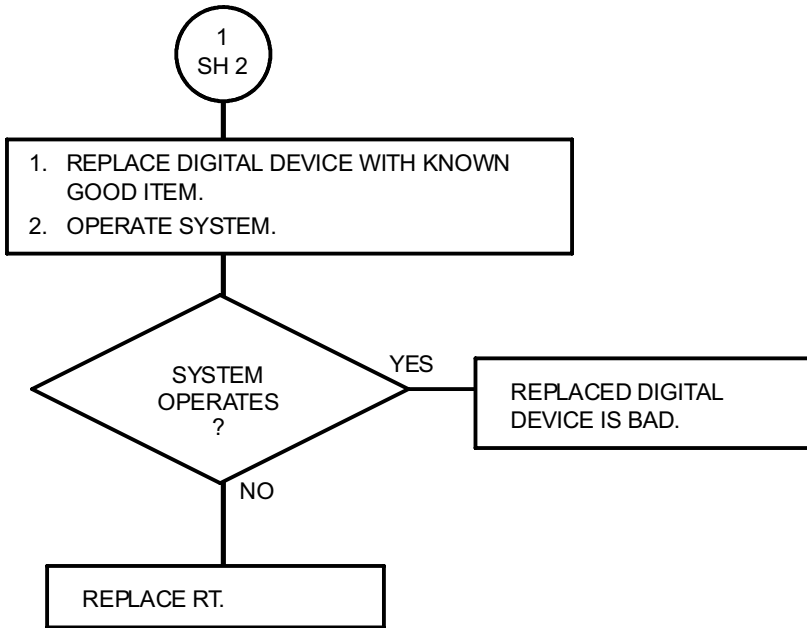 1
SH 2
1. REPLACE DIGITAL DEVICE WITH KNOWN
GOOD ITEM.
2. OPERATE SYSTEM.
SYSTEM
OPERATES
?
YES
REPLACED DIGITAL
DEVICE IS BAD.
NO
REPLACE RT.